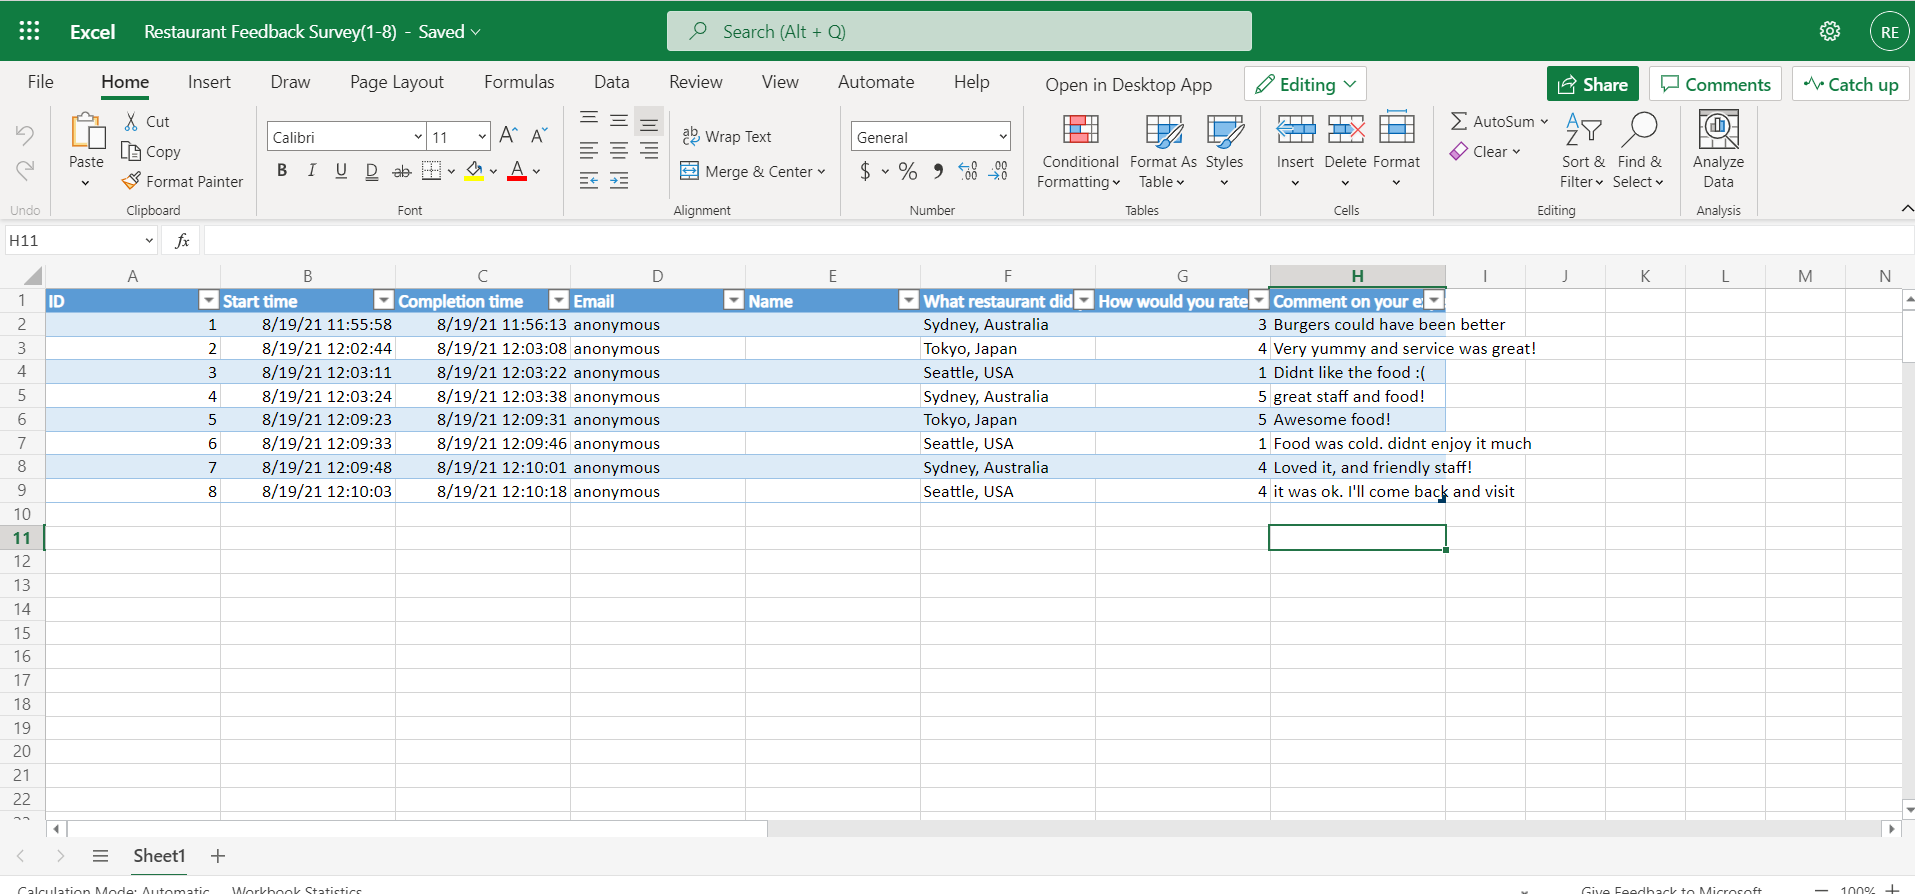 Excel Restaurant Feedback Survey(1-8) - Saved Search (Alt + Q) RE
File Home Insert Draw Page Layout Formulas Data Review View Automate Help Open in Desktop App Editing Share Comments Catch up
Undo
Paste Cut
Copy
Format Painter
Clipboard
Calibri 11 A A
B I U D ab A
Font
ab Wrap Text
Merge & Center
Alignment
General
$ % , .00 .00
Number
Conditional Formatting
Format As Table
Styles
Tables
Insert Delete Format
Cells
AutoSum
Clear
Sort & Filter
Find & Select
Editing
Analyze Data
Analysis
H11 fx
A B C D E F G H I J K L M N
1 ID Start time Completion time Email Name What restaurant did How would you rate Comment on your e
2 1 8/19/21 11:55:58 8/19/21 11:56:13 anonymous Sydney, Australia 3 Burgers could have been better
3 2 8/19/21 12:02:44 8/19/21 12:03:08 anonymous Tokyo, Japan 4 Very yummy and service was great!
4 3 8/19/21 12:03:11 8/19/21 12:03:22 anonymous Seattle, USA 1 Didnt like the food :(
5 4 8/19/21 12:03:24 8/19/21 12:03:38 anonymous Sydney, Australia 5 great staff and food!
6 5 8/19/21 12:09:23 8/19/21 12:09:31 anonymous Tokyo, Japan 5 Awesome food!
7 6 8/19/21 12:09:33 8/19/21 12:09:46 anonymous Seattle, USA 1 Food was cold. didnt enjoy it much
8 7 8/19/21 12:09:48 8/19/21 12:10:01 anonymous Sydney, Australia 4 Loved it, and friendly staff!
9 8 8/19/21 12:10:03 8/19/21 12:10:18 anonymous Seattle, USA 4 it was ok. I'll come back and visit
10
11
12
13
14
15
16
17
18
19
20
21
22
Sheet1
Calculation Mode: Automatic Workbook Statistics Give Feedback to Microsoft 100%